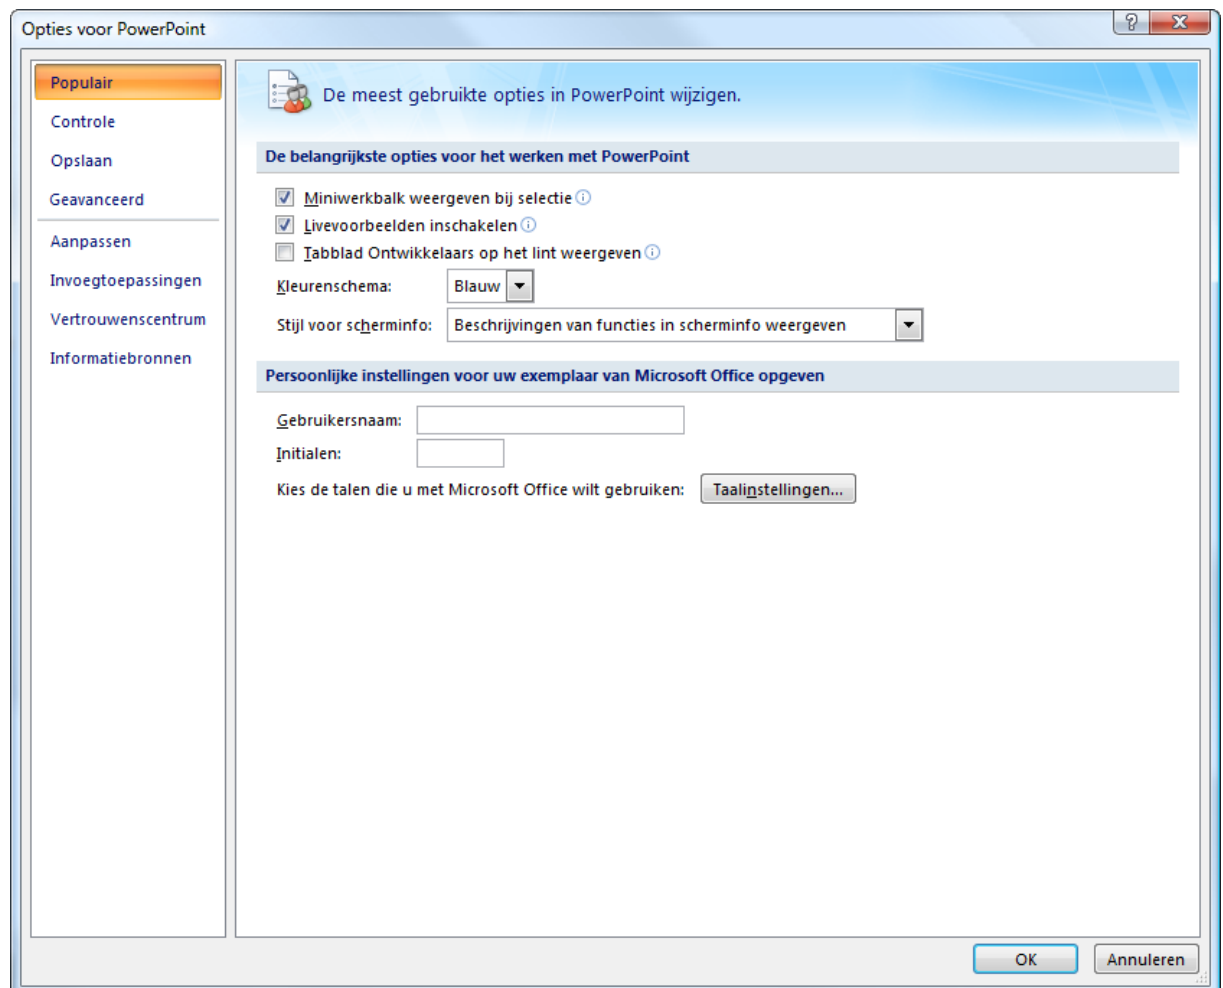 Opties voor PowerPoint
Populair
Controle
Opslaan
Geavanceerd
Aanpassen
Invoegtoepassingen
Vertrouwenscentrum
Informatiebronnen
De meest gebruikte opties in PowerPoint wijzigen.
De belangrijkste opties voor het werken met PowerPoint
Miniwerkbalk weergeven bij selectie
Livevoorbeelden inschakelen
Tabblad Ontwikkelaars op het lint weergeven
Kleurenschema: Blauw
Stijl voor scherminfo: Beschrijvingen van functies in scherminfo weergeven
Persoonlijke instellingen voor uw exemplaar van Microsoft Office opgeven
Gebruikersnaam:
Initialen:
Kies de talen die u met Microsoft Office wilt gebruiken: Taalinstellingen...
OK Annuleren